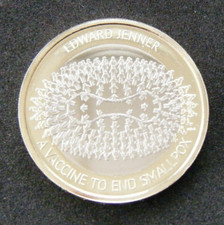 EDWARD JENNER
A VACCINE TO END SMALLPOX